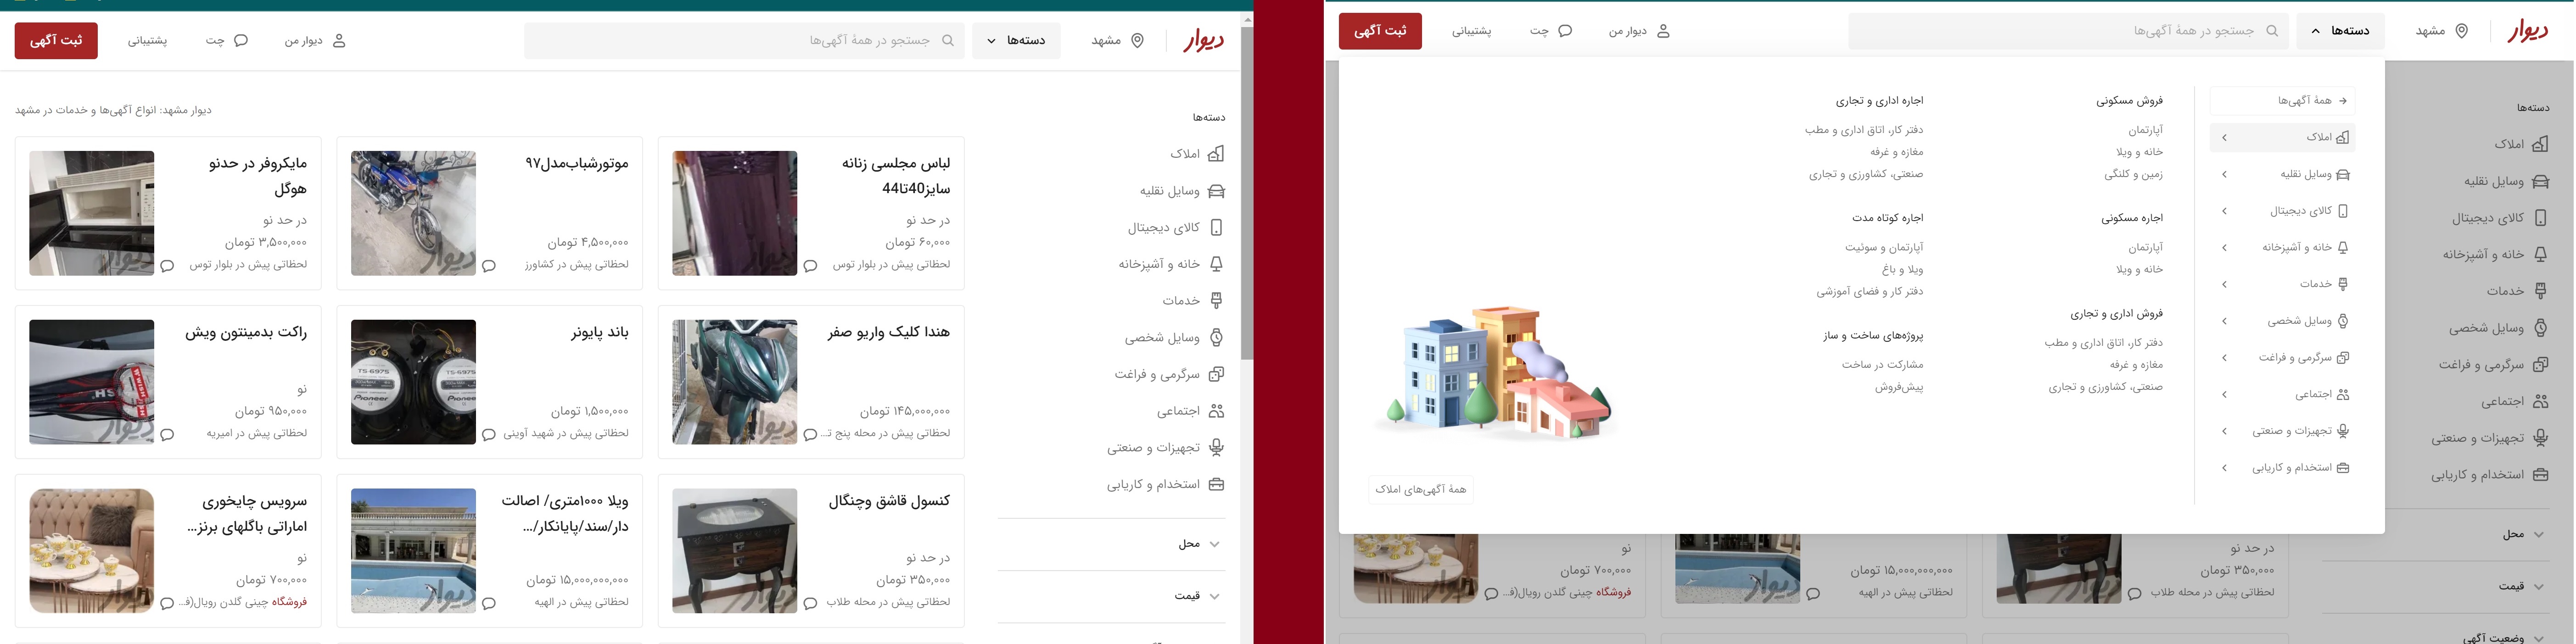 دیوار
مشهد
دسته‌ها
جستجو در همهٔ آگهی‌ها
دیوار من
چت
پشتیبانی
ثبت آگهی
دسته‌ها
املاک
وسایل نقلیه
کالای دیجیتال
خانه و آشپزخانه
خدمات
وسایل شخصی
سرگرمی و فراغت
اجتماعی
تجهیزات و صنعتی
استخدام و کاریابی
محل
قیمت
دیوار مشهد: انواع آگهی‌ها و خدمات در مشهد
لباس مجلسی زنانه
سایز40تا44
در حد نو
۶۰,۰۰۰ تومان
لحظاتی پیش در بلوار توس
موتورشباب‌مدل۹۷
۴,۵۰۰,۰۰۰ تومان
لحظاتی پیش در کشاورز
دیوار
مایکروفر در حدنو
هوگل
در حد نو
۳,۵۰۰,۰۰۰ تومان
لحظاتی پیش در بلوار توس
هندا کلیک واریو صفر
۱۴۵,۰۰۰,۰۰۰ تومان
لحظاتی پیش در محله پنج ت...
دیوار
باند پایونر
۱,۵۰۰,۰۰۰ تومان
لحظاتی پیش در شهید آوینی
TS-6975
Pioneer
TS-6975
Pioneer
راکت بدمینتون ویش
نو
۹۵۰,۰۰۰ تومان
لحظاتی پیش در امیریه
WISH
دیوار
کنسول قاشق وچنگال
در حد نو
۳۵۰,۰۰۰ تومان
لحظاتی پیش در محله طلاب
دیوار
ویلا ۱۰۰۰متری/ اصالت
دار/سند/پایانکار/...
۱۵,۰۰۰,۰۰۰,۰۰۰ تومان
لحظاتی پیش در الهیه
دیوار
سرویس چایخوری
اماراتی باگلهای برنز...
نو
۷۰۰,۰۰۰ تومان
فروشگاه چینی گلدن رویال(ف...
دیوار
دیوار
مشهد
دسته‌ها
جستجو در همهٔ آگهی‌ها
دیوار من
چت
پشتیبانی
ثبت آگهی
دسته‌ها
املاک
وسایل نقلیه
کالای دیجیتال
خانه و آشپزخانه
خدمات
وسایل شخصی
سرگرمی و فراغت
اجتماعی
تجهیزات و صنعتی
استخدام و کاریابی
محل
قیمت
وضعیت آگهی
همهٔ آگهی‌ها
املاک
وسایل نقلیه
کالای دیجیتال
خانه و آشپزخانه
خدمات
وسایل شخصی
سرگرمی و فراغت
اجتماعی
تجهیزات و صنعتی
استخدام و کاریابی
فروش مسکونی
آپارتمان
خانه و ویلا
زمین و کلنگی
اجاره مسکونی
آپارتمان
خانه و ویلا
فروش اداری و تجاری
دفتر کار، اتاق اداری و مطب
مغازه و غرفه
صنعتی، کشاورزی و تجاری
اجاره اداری و تجاری
دفتر کار، اتاق اداری و مطب
مغازه و غرفه
صنعتی، کشاورزی و تجاری
اجاره کوتاه مدت
آپارتمان و سوئیت
ویلا و باغ
دفتر کار و فضای آموزشی
پروژه‌های ساخت و ساز
مشارکت در ساخت
پیش‌فروش
همهٔ آگهی‌های املاک
در حد نو
۳۵۰,۰۰۰ تومان
لحظاتی پیش در محله طلاب
دیوار
۱۵,۰۰۰,۰۰۰,۰۰۰ تومان
لحظاتی پیش در الهیه
دیوار
نو
۷۰۰,۰۰۰ تومان
فروشگاه چینی گلدن رویال(ف...
دیوار